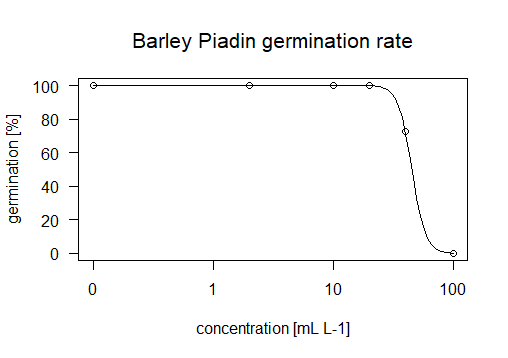 Barley Piadin germination rate
germination [%]
100
80
60
40
20
0
0 1 10 100
concentration [mL L-1]